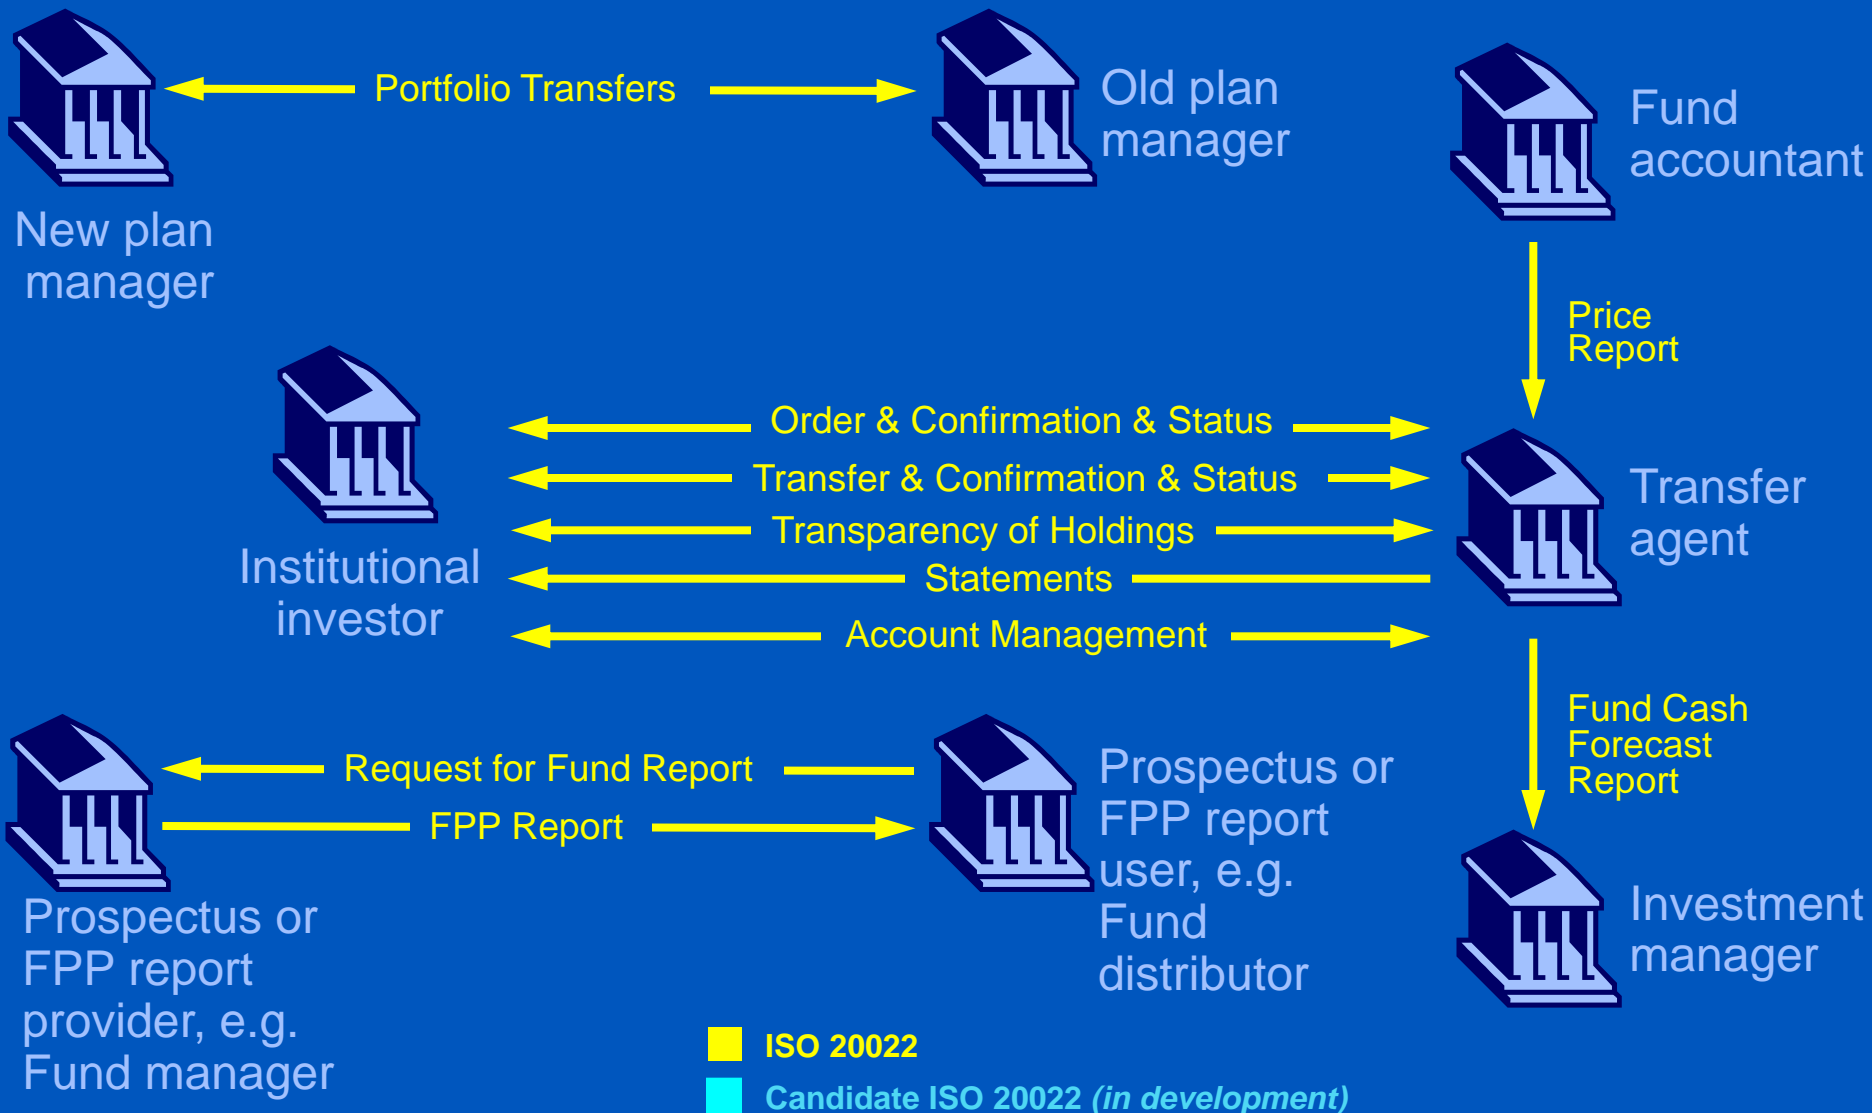 Portfolio Transfers
Old plan
manager
Fund
accountant
New plan
manager
Price
Report
Order & Confirmation & Status
Transfer & Confirmation & Status
Transparency of Holdings
Statements
Account Management
Institutional
investor
Transfer
agent
Fund Cash
Forecast
Report
Request for Fund Report
FPP Report
Prospectus or
FPP report
user, e.g.
Fund
distributor
Investment
manager
Prospectus or
FPP report
provider, e.g.
Fund manager
ISO 20022
Candidate ISO 20022 (in development)